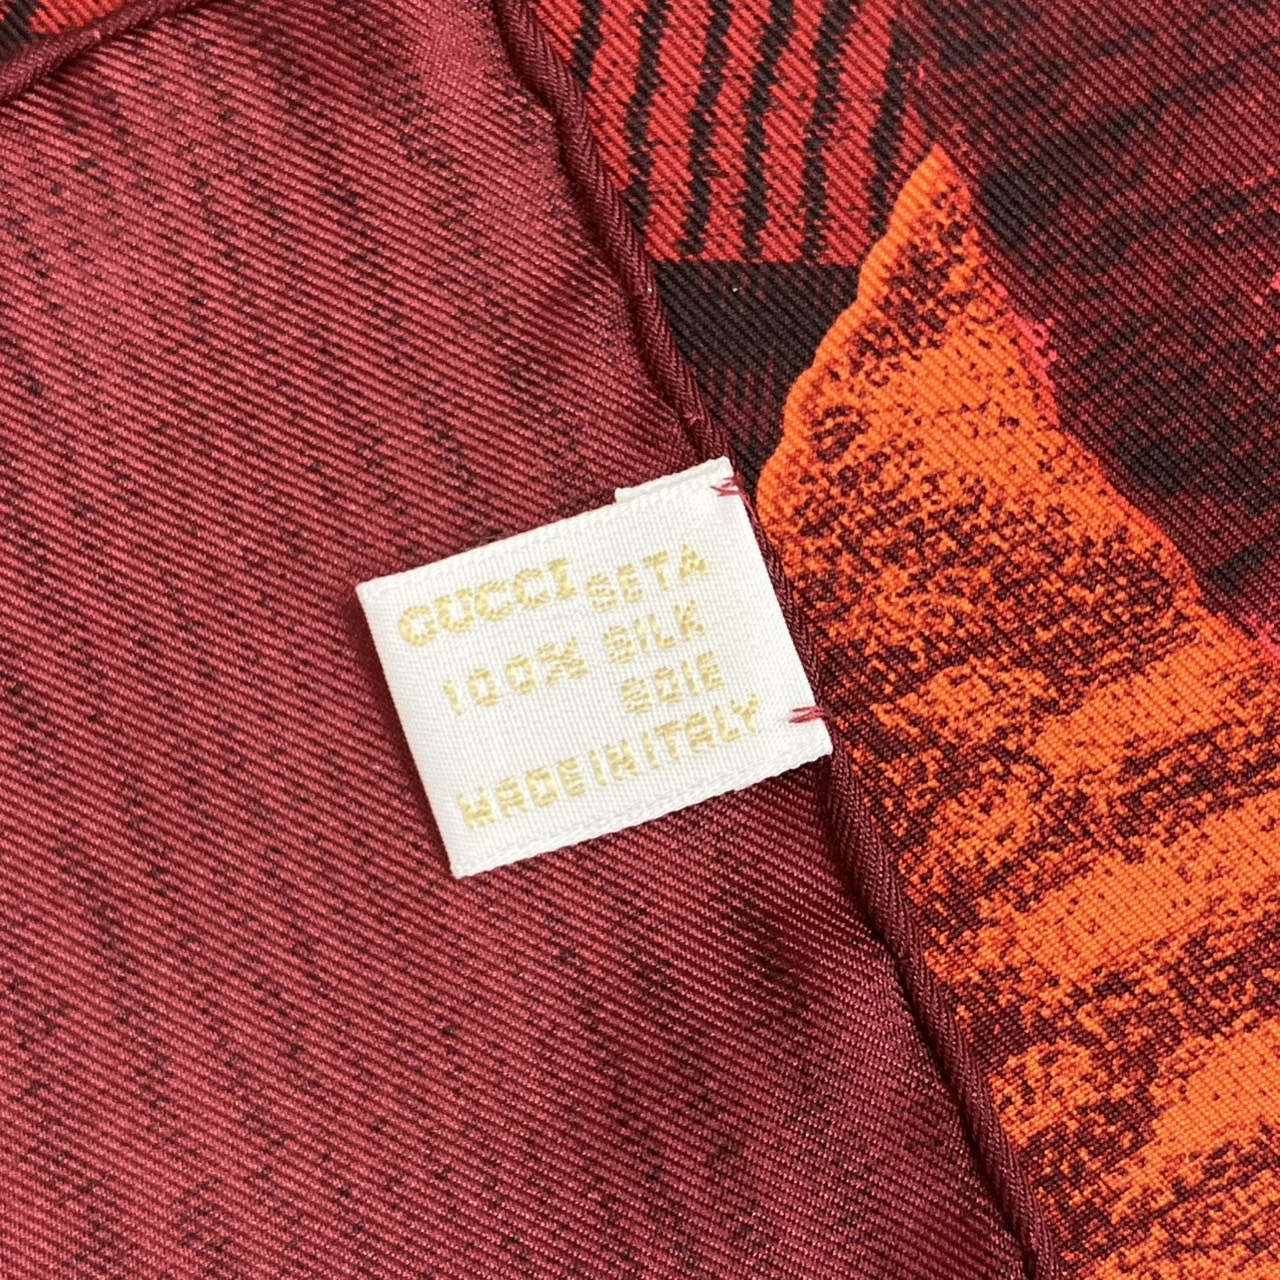 GUCCI SETA
100% SILK
SOIE
MADE IN ITALY